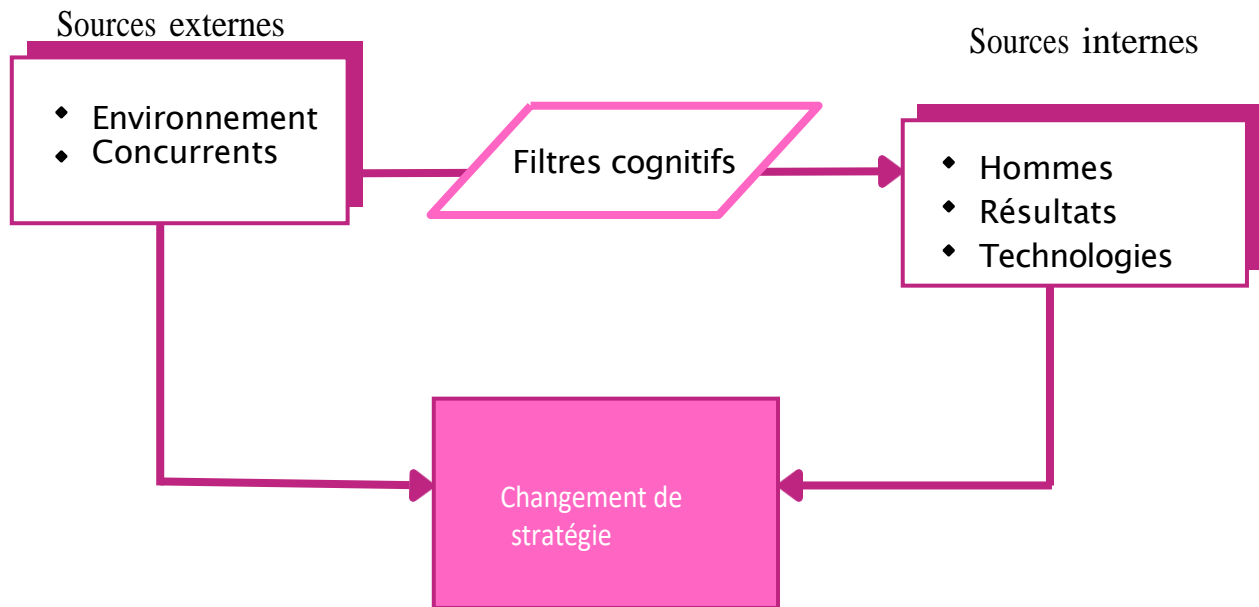 Sources externes
Environnement
Concurrents
Filtres cognitifs
Sources internes
Hommes
Résultats
Technologies
Changement de
stratégie